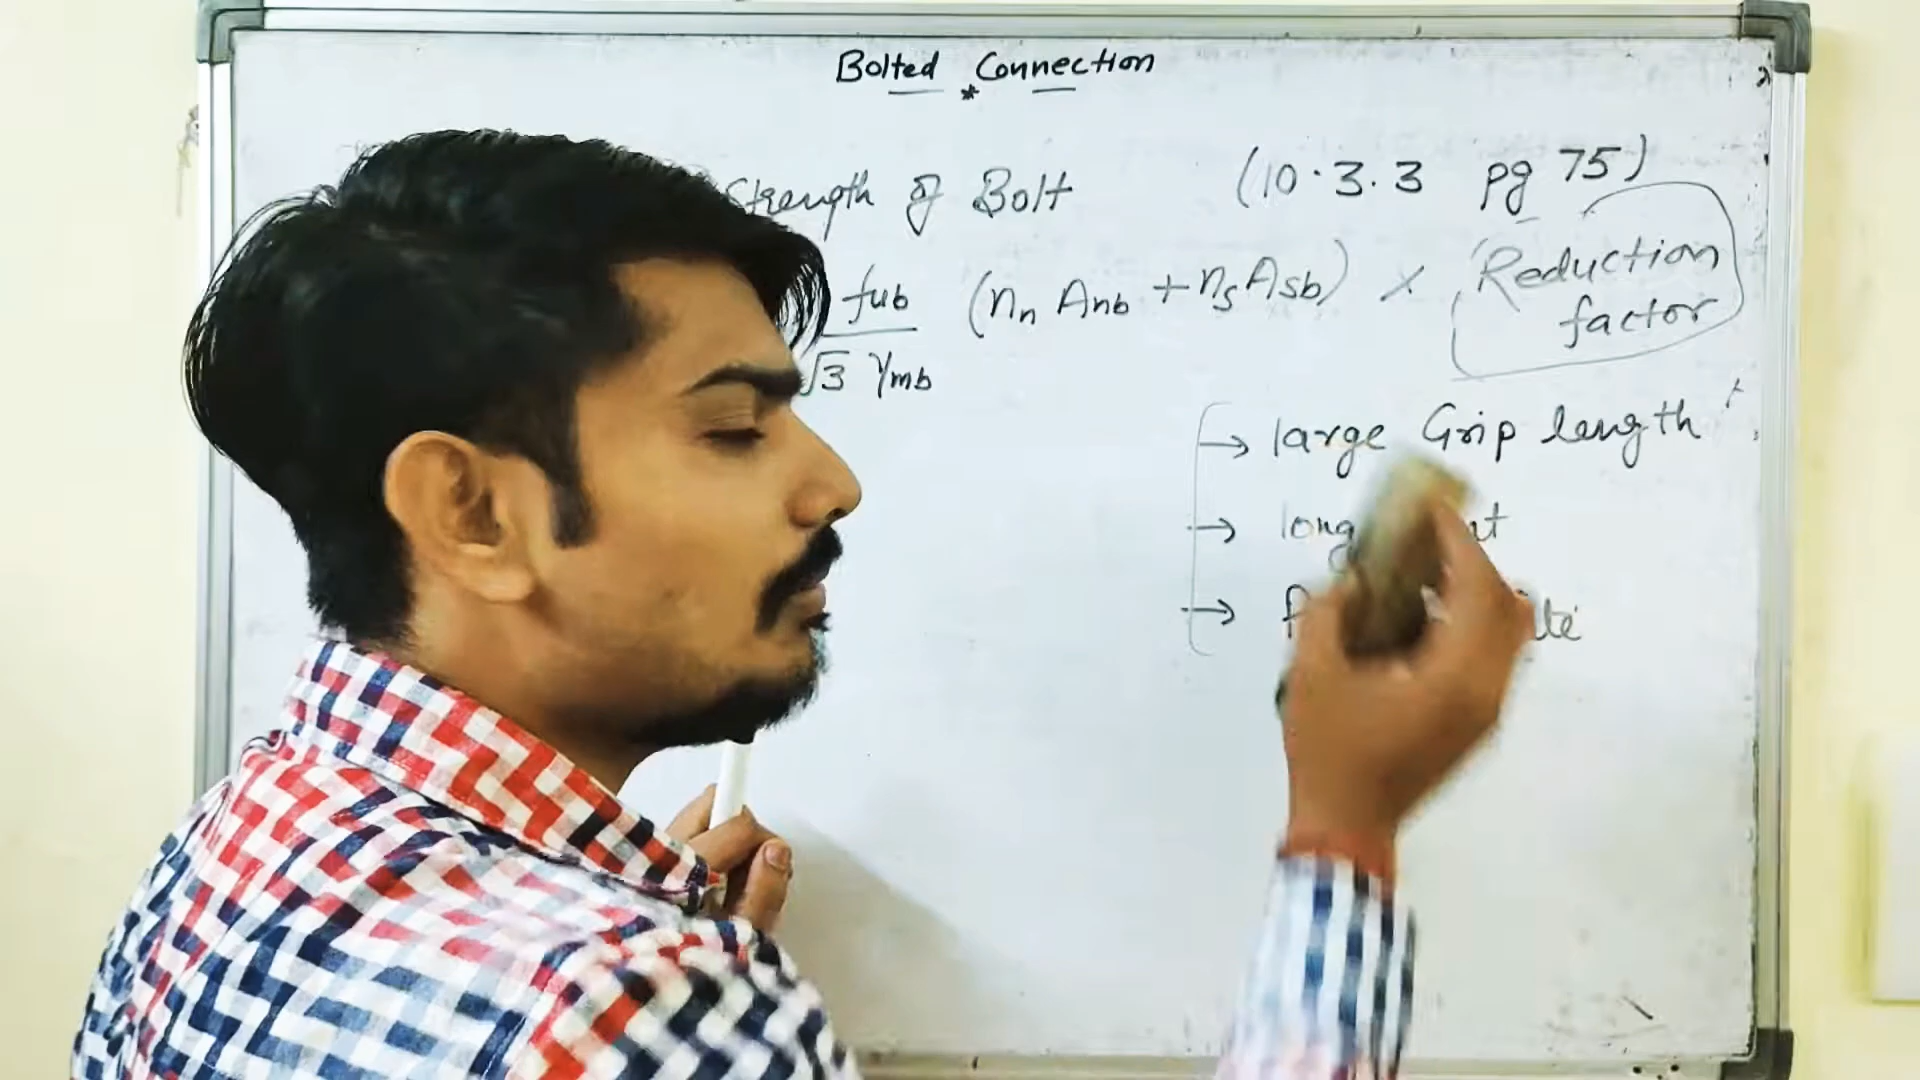 Bolted Connection
Strength of Bolt (10.3.3 pg 75)
fub (nn Anb + ns Asb) × Reduction factor
√3 γmb
→ large Grip length
→ long
→